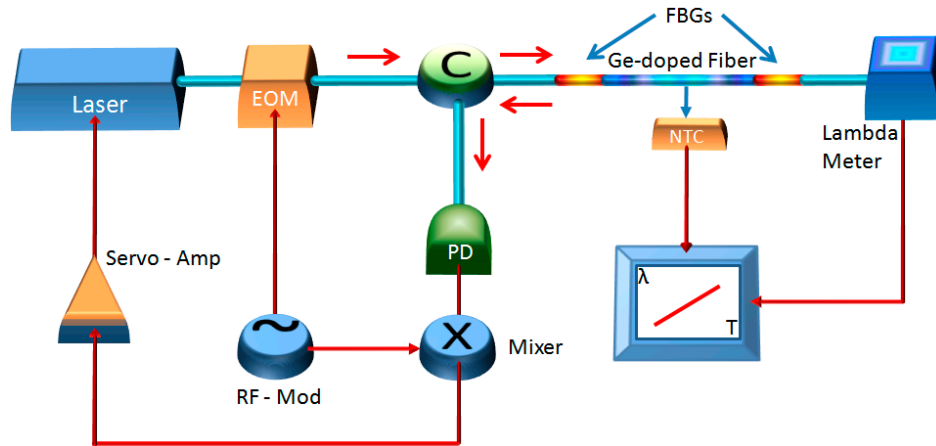 FBGs
Ge-doped Fiber
C
Laser
EOM
NTC
Lambda
Meter
PD
Servo - Amp
λ
T
~
X
Mixer
RF - Mod